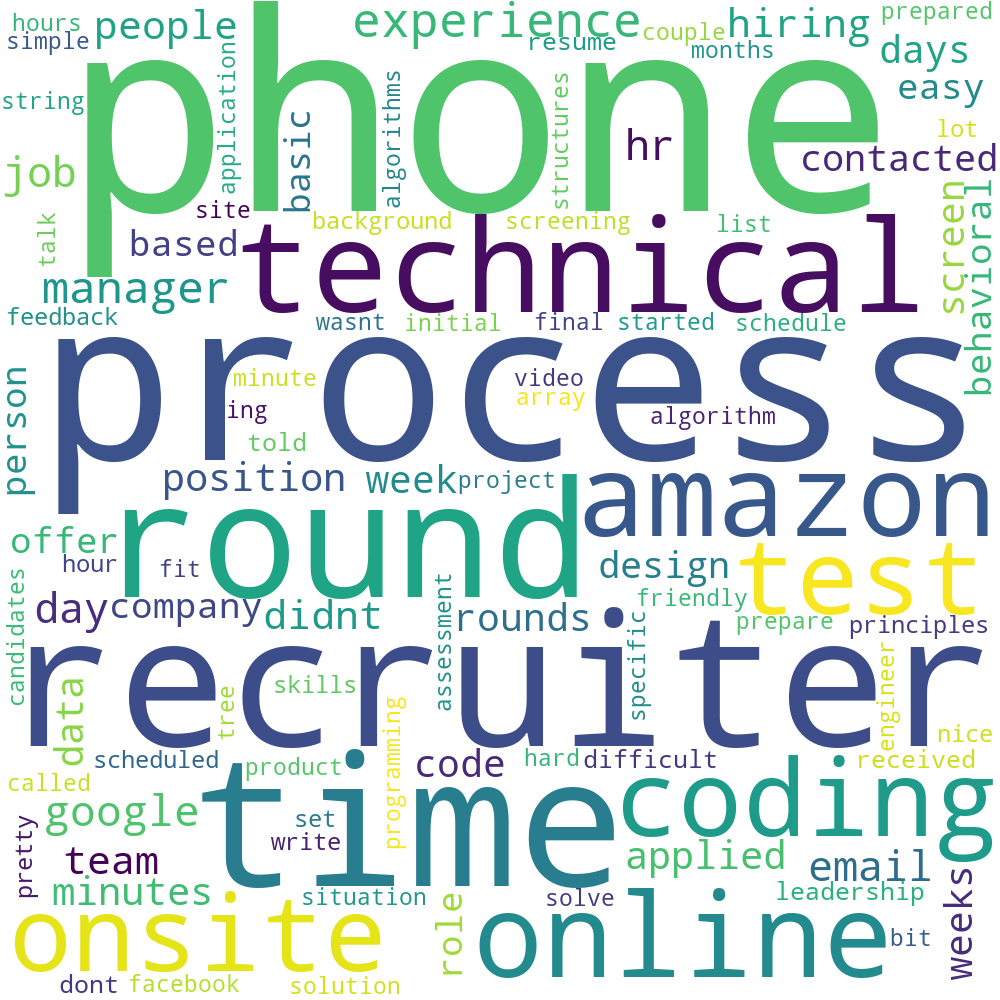 hours
simple
people
phone
experience
resume
couple
months
hiring
prepared
days
easy
string
application
basic
algorithms
structures
hr
lot
contacted
job
site
background
screening
list
talk
based
technical
screen
behavioral
manager
feedback
wasnt
initial
final
started
schedule
process
person
minute
video
array
ing
algorithm
told
position
week
project
amazon
round
offer
hour
fit
design
test
candidates
day
company
didnt
assessment
rounds
friendly
specific
prepare
principles
recruiter
data
tree
skills
engineer
nice
scheduled
product
programming
code
hard
difficult
received
called
time
coding
google
set
write
pretty
team
applied
email
minutes
situation
solve
leadership
weeks
onsite
role
online
bit
dont
facebook
solution